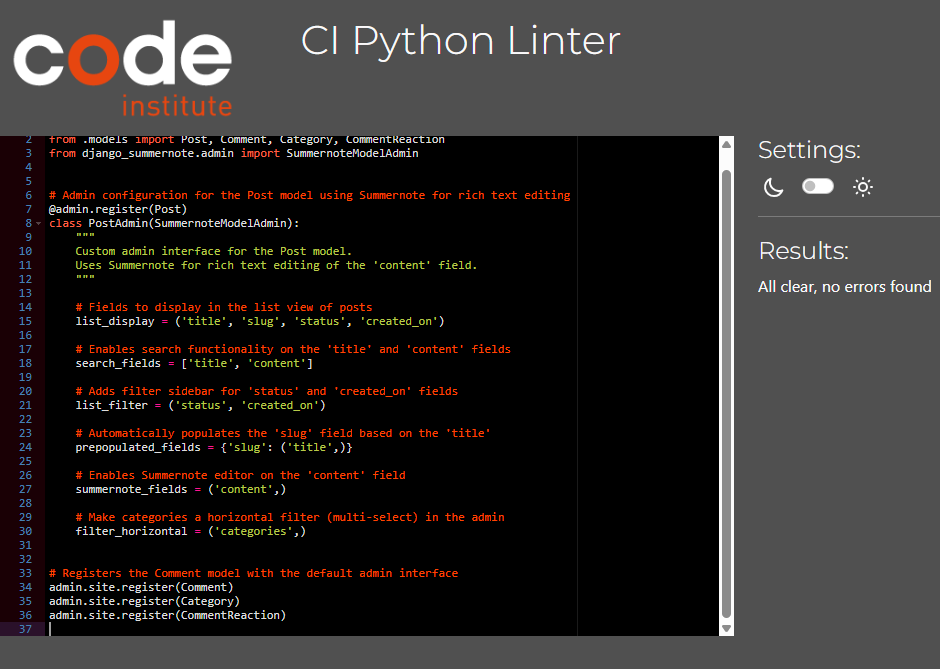 code
institute
CI Python Linter
2 from .models import Post, Comment, Category, CommentReaction
3 from django_summernote.admin import SummernoteModelAdmin
4
5
6 # Admin configuration for the Post model using Summernote for rich text editing
7 @admin.register(Post)
8 class PostAdmin(SummernoteModelAdmin):
9     """
10     Custom admin interface for the Post model.
11     Uses Summernote for rich text editing of the 'content' field.
12     """
13
14     # Fields to display in the list view of posts
15     list_display = ('title', 'slug', 'status', 'created_on')
16
17     # Enables search functionality on the 'title' and 'content' fields
18     search_fields = ['title', 'content']
19
20     # Adds filter sidebar for 'status' and 'created_on' fields
21     list_filter = ('status', 'created_on')
22
23     # Automatically populates the 'slug' field based on the 'title'
24     prepopulated_fields = {'slug': ('title',)}
25
26     # Enables Summernote editor on the 'content' field
27     summernote_fields = ('content',)
28
29     # Make categories a horizontal filter (multi-select) in the admin
30     filter_horizontal = ('categories',)
31
32
33 # Registers the Comment model with the default admin interface
34 admin.site.register(Comment)
35 admin.site.register(Category)
36 admin.site.register(CommentReaction)
37
Settings:
Results:
All clear, no errors found